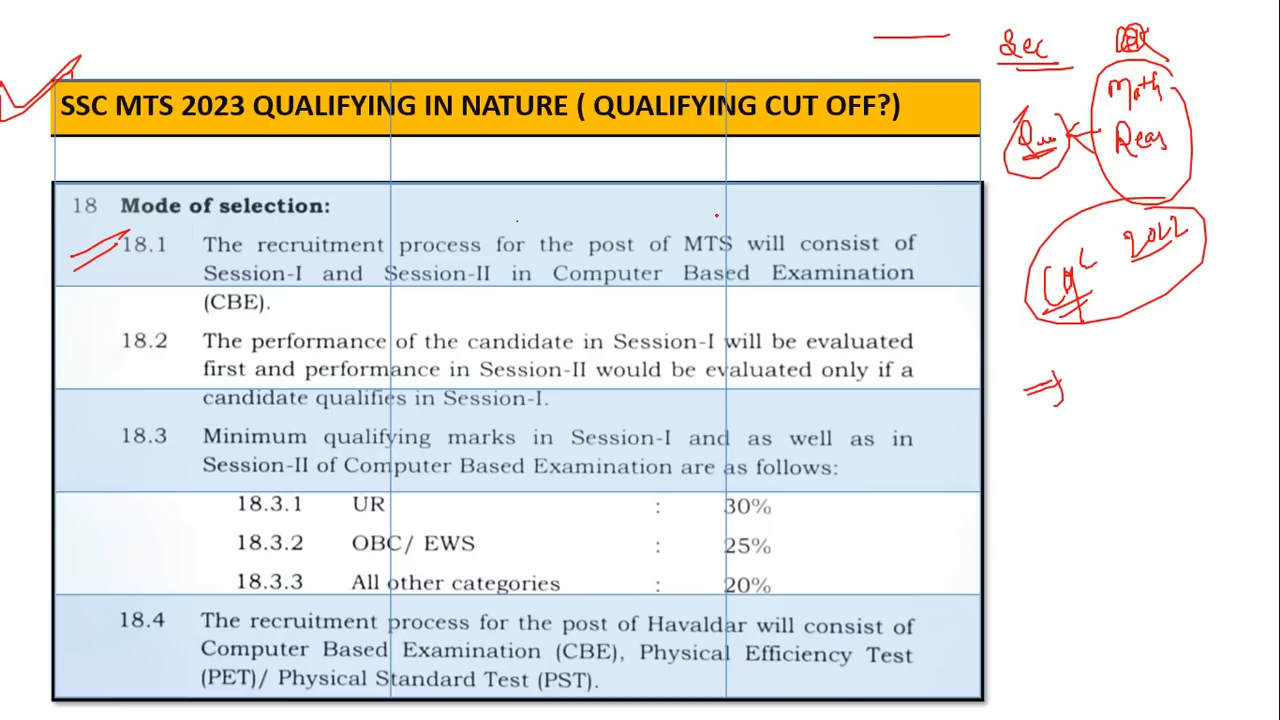 SSC MTS 2023 QUALIFYING IN NATURE ( QUALIFYING CUT OFF?)
18 Mode of selection:
18.1 The recruitment process for the post of MTS will consist of
Session-I and Session-II in Computer Based Examination
(CBE).
18.2 The performance of the candidate in Session-I will be evaluated
first and performance in Session-II would be evaluated only if a
candidate qualifies in Session-I.
18.3 Minimum qualifying marks in Session-I and as well as in
Session-II of Computer Based Examination are as follows:
18.3.1 UR : 30%
18.3.2 OBC/ EWS : 25%
18.3.3 All other categories : 20%
18.4 The recruitment process for the post of Havaldar will consist of
Computer Based Examination (CBE), Physical Efficiency Test
(PET)/ Physical Standard Test (PST).
Sec
Math
Reas
2022